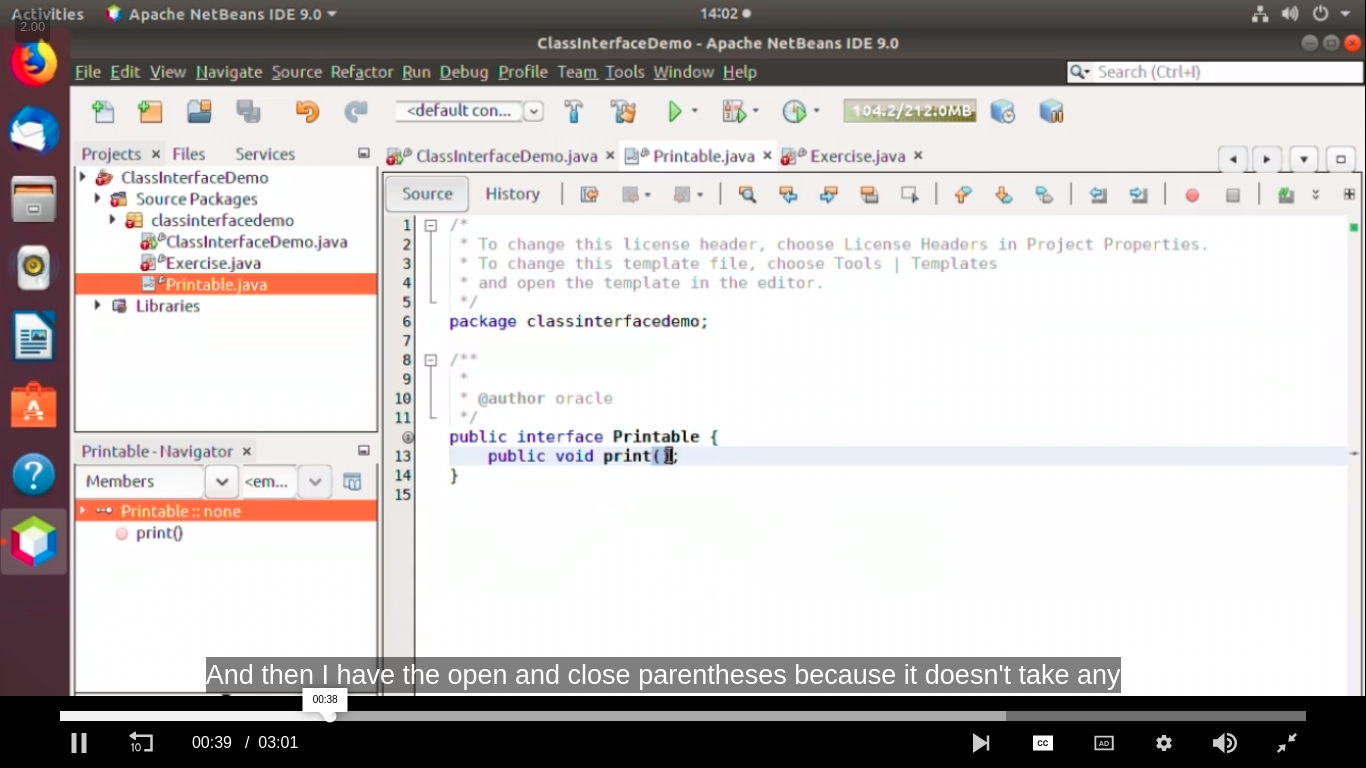 Activities Apache NetBeans IDE 9.0 14:02
2.00
ClassInterfaceDemo - Apache NetBeans IDE 9.0
File Edit View Navigate Source Refactor Run Debug Profile Team Tools Window Help Search (Ctrl+I)
<default con... 104.2/212.0MB
Projects × Files Services
ClassInterfaceDemo.java × Printable.java × Exercise.java ×
ClassInterfaceDemo
Source Packages
classinterfacedemo
ClassInterfaceDemo.java
Exercise.java
Printable.java
Libraries
Source History
1 /*
2 * To change this license header, choose License Headers in Project Properties.
3 * To change this template file, choose Tools | Templates
4 * and open the template in the editor.
5 */
6 package classinterfacedemo;
7
8 /**
9 *
10 * @author oracle
11 */
public interface Printable {
13 public void print();
14 }
15
Printable - Navigator ×
Members <em...
Printable :: none
print()
And then I have the open and close parentheses because it doesn't take any
00:38
10 00:39 / 03:01 CC AD